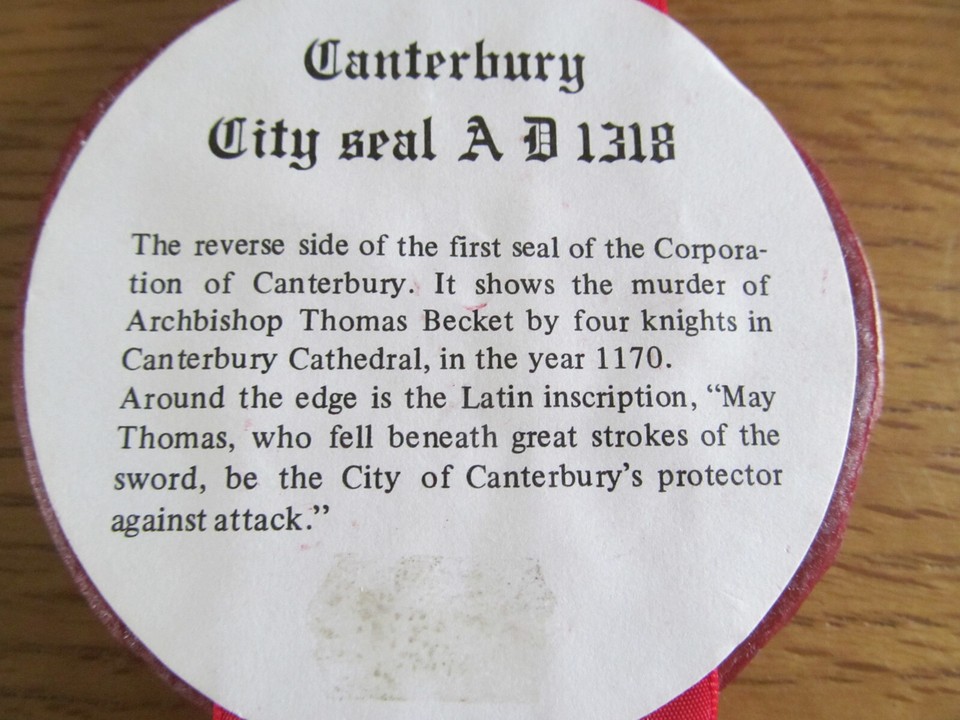 Canterbury
City seal A D 1318
The reverse side of the first seal of the Corpora-
tion of Canterbury. It shows the murder of
Archbishop Thomas Becket by four knights in
Canterbury Cathedral, in the year 1170.
Around the edge is the Latin inscription, “May
Thomas, who fell beneath great strokes of the
sword, be the City of Canterbury’s protector
against attack.”